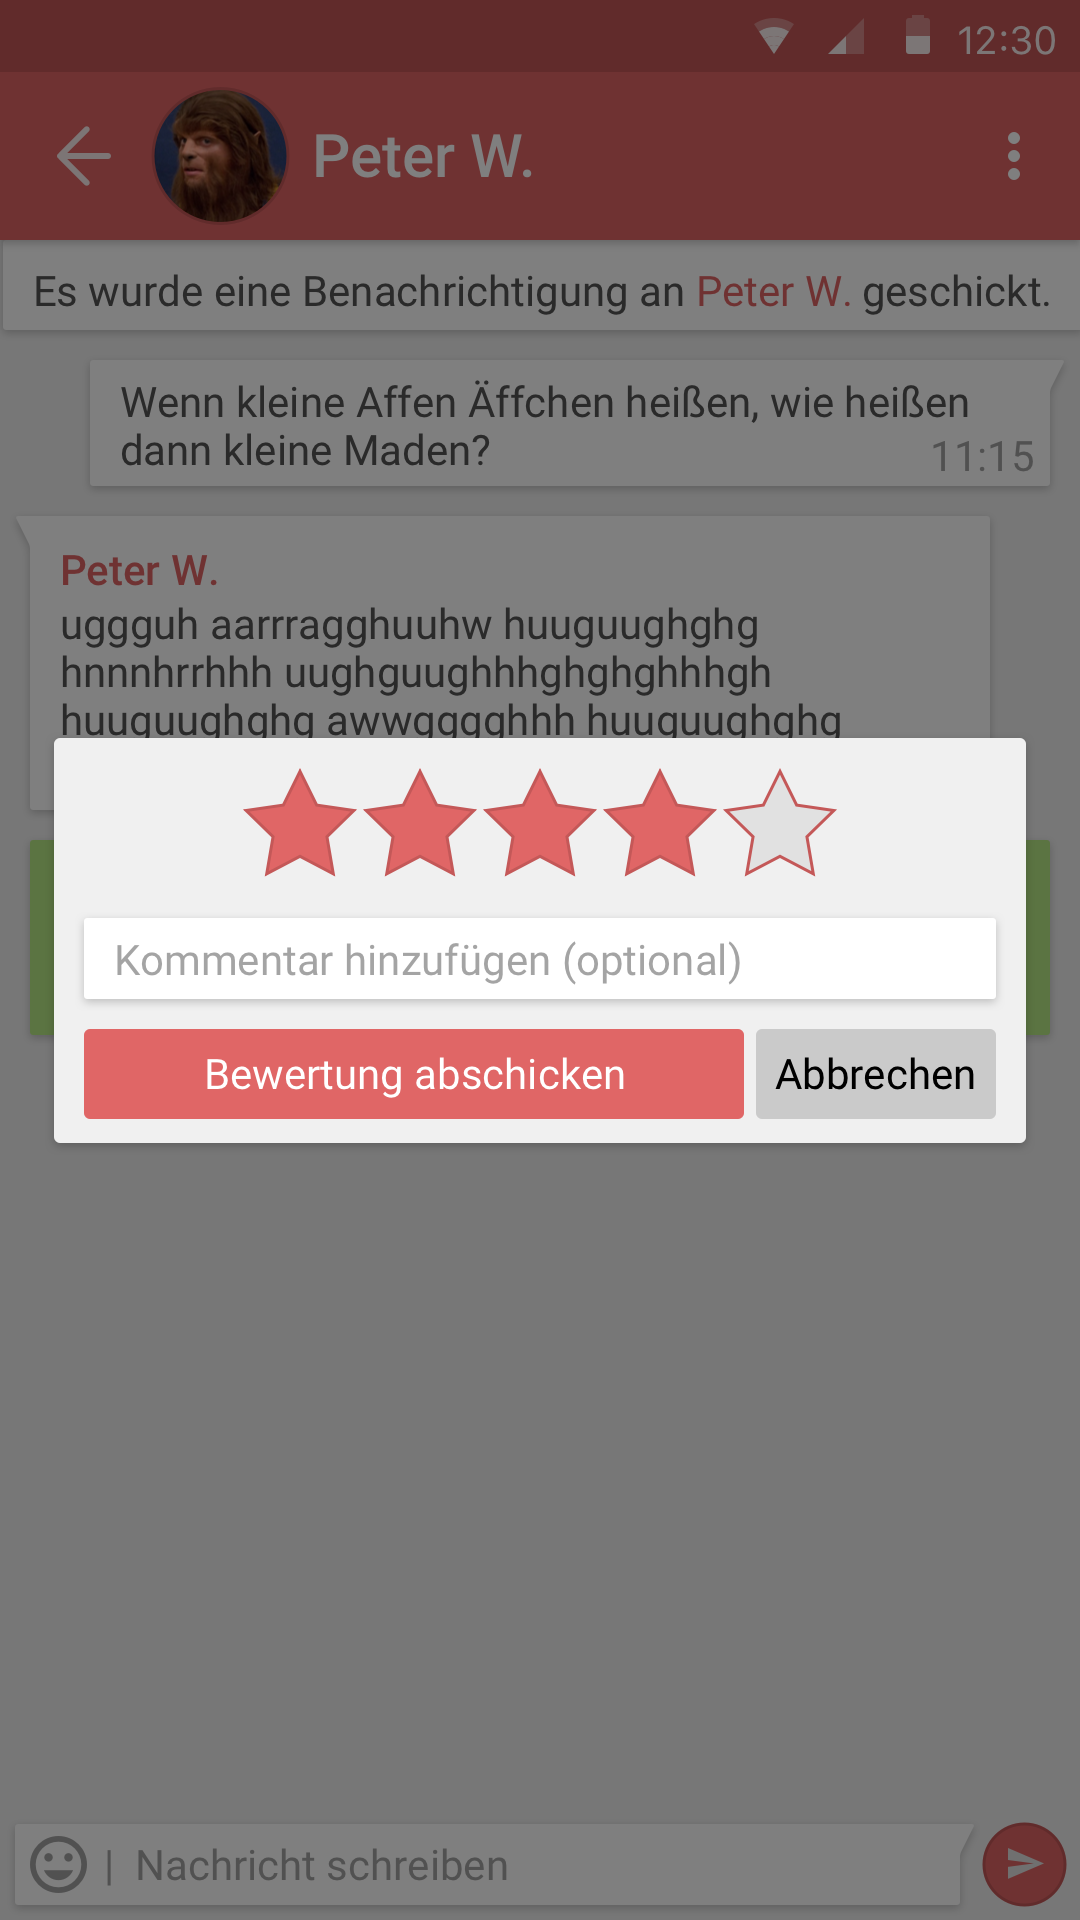 12:30
Peter W.
Es wurde eine Benachrichtigung an Peter W. geschickt.
Wenn kleine Affen Äffchen heißen, wie heißen
dann kleine Maden?
11:15
Peter W.
uggguh aarrragghuuhw huuguughghg
hnnnhrrhhh uughguughhhghghghhhgh
huuguughghg awwgggghhh huuguughghg
Kommentar hinzufügen (optional)
Bewertung abschicken
Abbrechen
| Nachricht schreiben